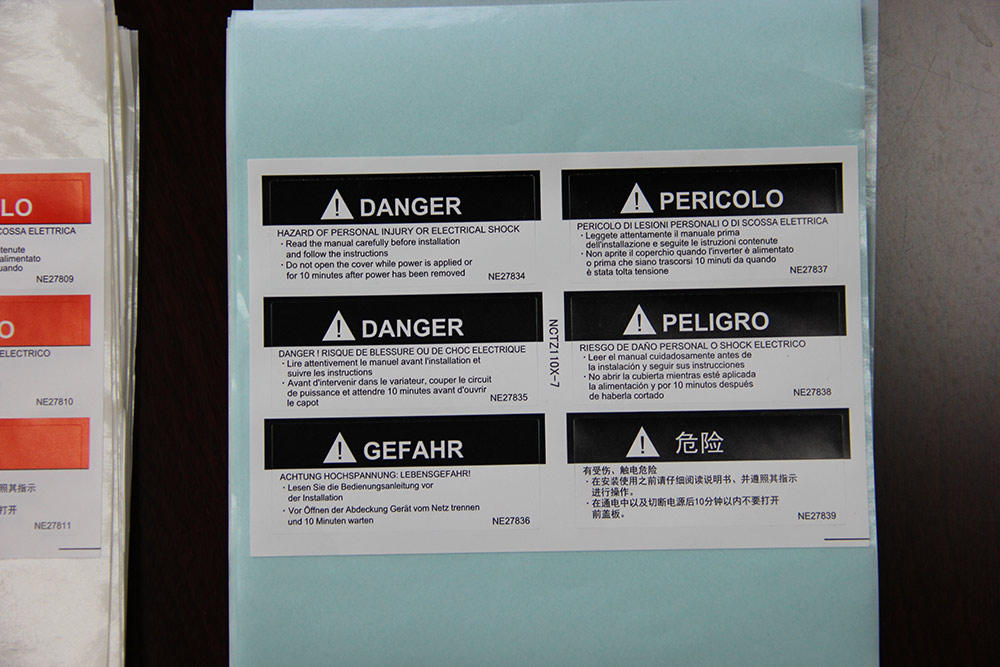 LO
SCOSSA ELETTRICA
alimentato
quando
NE27809
O
ELECTRICO
NE27810
照其指示
打开
NE27811
DANGER
HAZARD OF PERSONAL INJURY OR ELECTRICAL SHOCK
· Read the manual carefully before installation
and follow the instructions
· Do not open the cover while power is applied or
for 10 minutes after power has been removed
NE27834
DANGER
DANGER ! RISQUE DE BLESSURE OU DE CHOC ELECTRIQUE
· Lire attentivement le manuel avant l'installation et
suivre les instructions
· Avant d'intervenir dans le variateur, couper le circuit
de puissance et attendre 10 minutes avant d'ouvrir
le capot
NE27835
GEFAHR
ACHTUNG HOCHSPANNUNG: LEBENSGEFAHR!
· Lesen Sie die Bedienungsanleitung vor
der Installation
· Vor Öffnen der Abdeckung Gerät vom Netz trennen
und 10 Minuten warten
NE27836
NCTZ110X-7
PERICOLO
PERICOLO DI LESIONI PERSONALI O DI SCOSSA ELETTRICA
· Leggete attentamente il manuale prima
dell'installazione e seguite le istruzioni contenute
· Non aprite il coperchio quando l'inverter è alimentato
o prima che siano trascorsi 10 minuti da quando
è stata tolta tensione
NE27837
PELIGRO
RIESGO DE DAÑO PERSONAL O SHOCK ELECTRICO
· Leer el manual cuidadosamente antes de
la instalación y seguir sus instrucciones
· No abrir la cubierta mientras esté aplicada
la alimentación y por 10 minutos después
de haberla cortado
NE27838
危险
有受伤、触电危险
· 在安装使用之前请仔细阅读说明书、并遵照其指示
进行操作。
· 在通电中以及切断电源后10分钟以内不要打开
前盖板。
NE27839